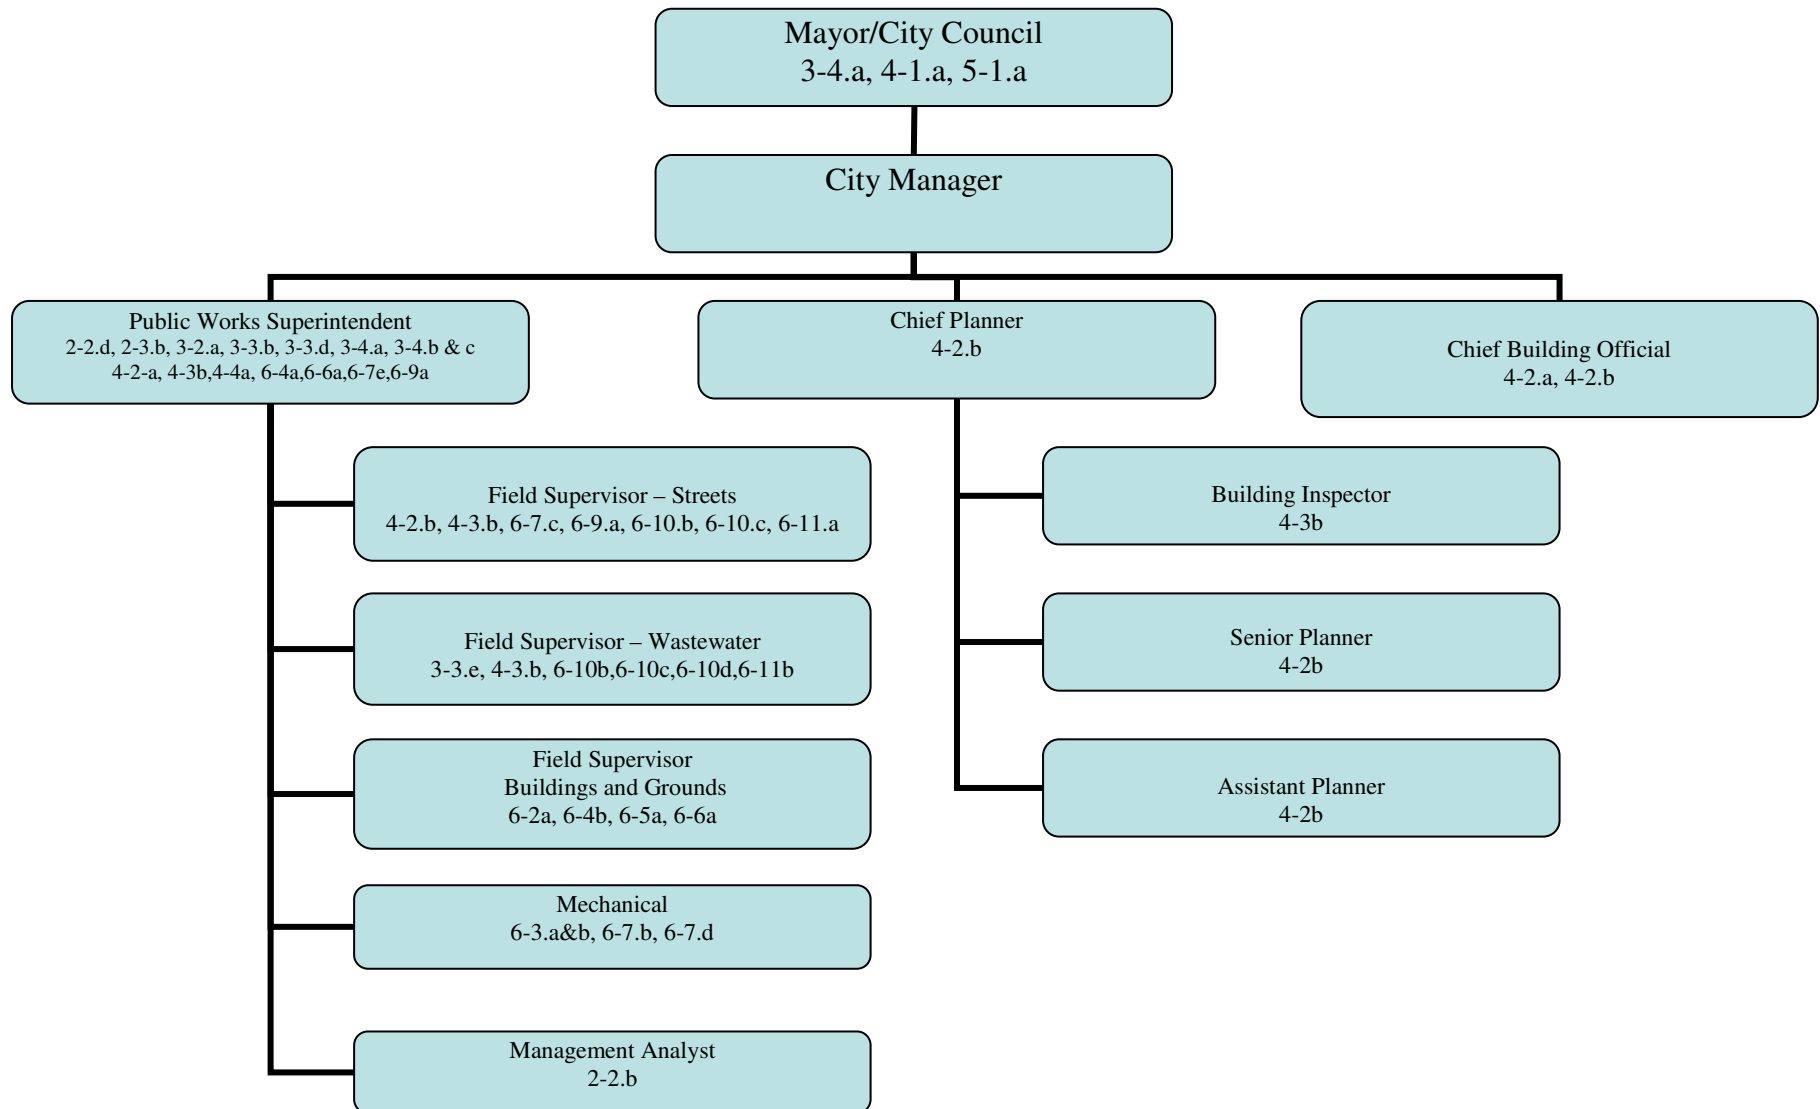 Mayor/City Council
3-4.a, 4-1.a, 5-1.a
City Manager
Public Works Superintendent
2-2.d, 2-3.b, 3-2.a, 3-3.b, 3-3.d, 3-4.a, 3-4.b & c
4-2-a, 4-3b,4-4a, 6-4a,6-6a,6-7e,6-9a
Chief Planner
4-2.b
Chief Building Official
4-2.a, 4-2.b
Field Supervisor – Streets
4-2.b, 4-3.b, 6-7.c, 6-9.a, 6-10.b, 6-10.c, 6-11.a
Field Supervisor – Wastewater
3-3.e, 4-3.b, 6-10b,6-10c,6-10d,6-11b
Field Supervisor
Buildings and Grounds
6-2a, 6-4b, 6-5a, 6-6a
Mechanical
6-3.a&b, 6-7.b, 6-7.d
Management Analyst
2-2.b
Building Inspector
4-3b
Senior Planner
4-2b
Assistant Planner
4-2b